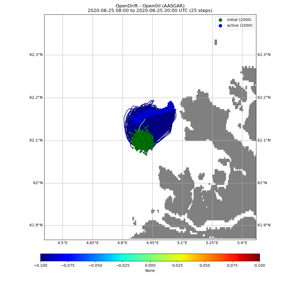 OpenDrift - OpenOil (AASGAR)
2020-06-25 08:00 to 2020-06-25 20:00 UTC (25 steps)
initial (2000)
active (2000)
62.3°N 62.3°N
62.2°N 62.2°N
62.1°N 62.1°N
62°N 62°N
61.9°N 61.9°N
4.5°E 4.65°E 4.8°E 4.95°E 5.1°E 5.25°E 5.4°E
−0.100 −0.075 −0.050 −0.025 0.000 0.025 0.050 0.075 0.100
None